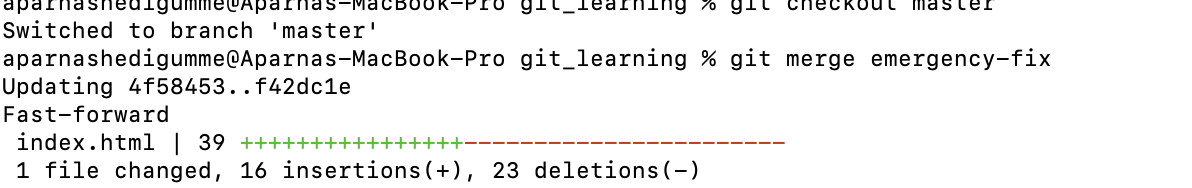 aparnashedigumme@Aparnas-MacBook-Pro git_learning % git checkout master
Switched to branch 'master'
aparnashedigumme@Aparnas-MacBook-Pro git_learning % git merge emergency-fix
Updating 4f58453..f42dc1e
Fast-forward
 index.html | 39 ++++++++++++++++-----------------------
 1 file changed, 16 insertions(+), 23 deletions(-)